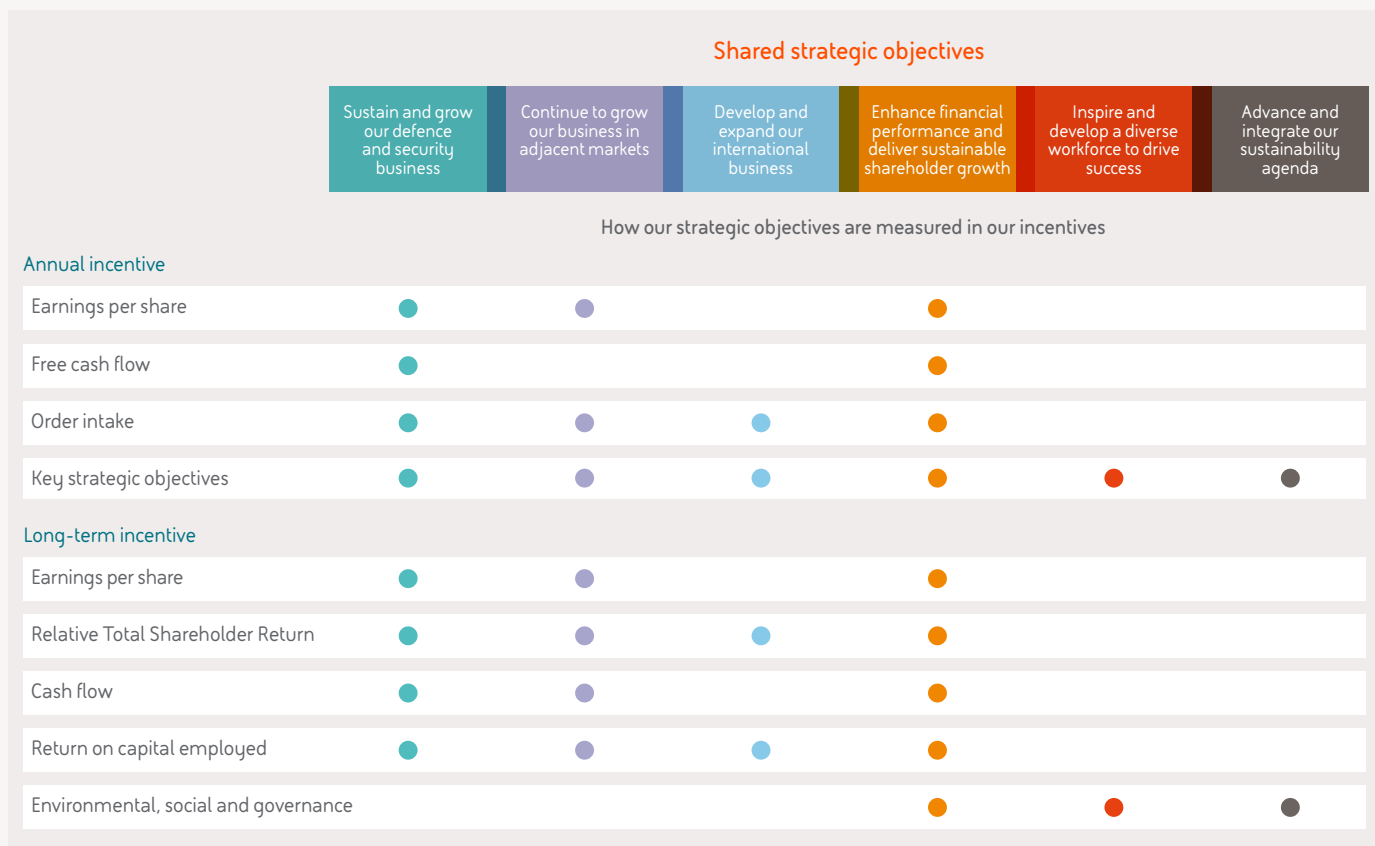 Shared strategic objectives
Sustain and grow
our defence
and security
business
Continue to grow
our business in
adjacent markets
Develop and
expand our
international
business
Enhance financial
performance and
deliver sustainable
shareholder growth
Inspire and
develop a diverse
workforce to drive
success
Advance and
integrate our
sustainability
agenda
How our strategic objectives are measured in our incentives
Annual incentive
Earnings per share
Free cash flow
Order intake
Key strategic objectives
Long-term incentive
Earnings per share
Relative Total Shareholder Return
Cash flow
Return on capital employed
Environmental, social and governance